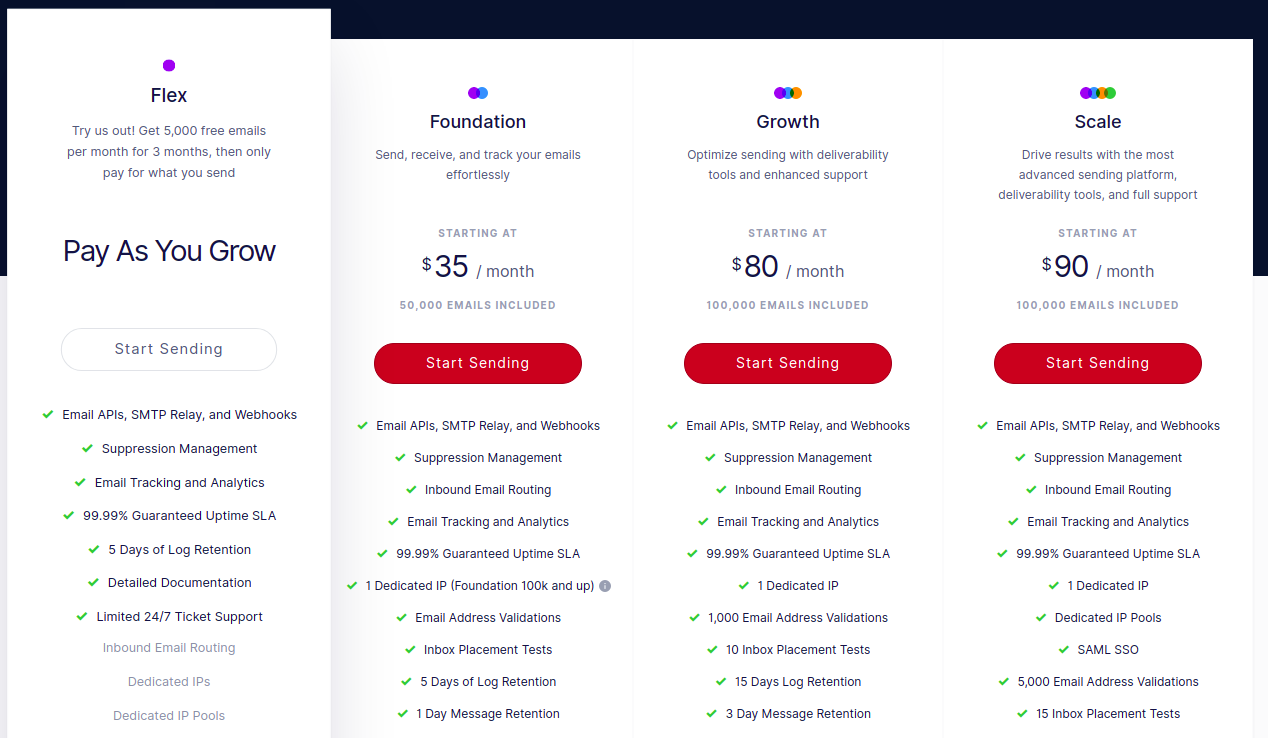 Flex
Try us out! Get 5,000 free emails
per month for 3 months, then only
pay for what you send
Pay As You Grow
Start Sending
Email APIs, SMTP Relay, and Webhooks
Suppression Management
Email Tracking and Analytics
99.99% Guaranteed Uptime SLA
5 Days of Log Retention
Detailed Documentation
Limited 24/7 Ticket Support
Inbound Email Routing
Dedicated IPs
Dedicated IP Pools
Foundation
Send, receive, and track your emails
effortlessly
STARTING AT
$35 / month
50,000 EMAILS INCLUDED
Start Sending
Email APIs, SMTP Relay, and Webhooks
Suppression Management
Inbound Email Routing
Email Tracking and Analytics
99.99% Guaranteed Uptime SLA
1 Dedicated IP (Foundation 100k and up)
Email Address Validations
Inbox Placement Tests
5 Days of Log Retention
1 Day Message Retention
Growth
Optimize sending with deliverability
tools and enhanced support
STARTING AT
$80 / month
100,000 EMAILS INCLUDED
Start Sending
Email APIs, SMTP Relay, and Webhooks
Suppression Management
Inbound Email Routing
Email Tracking and Analytics
99.99% Guaranteed Uptime SLA
1 Dedicated IP
1,000 Email Address Validations
10 Inbox Placement Tests
15 Days Log Retention
3 Day Message Retention
Scale
Drive results with the most
advanced sending platform,
deliverability tools, and full support
STARTING AT
$90 / month
100,000 EMAILS INCLUDED
Start Sending
Email APIs, SMTP Relay, and Webhooks
Suppression Management
Inbound Email Routing
Email Tracking and Analytics
99.99% Guaranteed Uptime SLA
1 Dedicated IP
Dedicated IP Pools
SAML SSO
5,000 Email Address Validations
15 Inbox Placement Tests